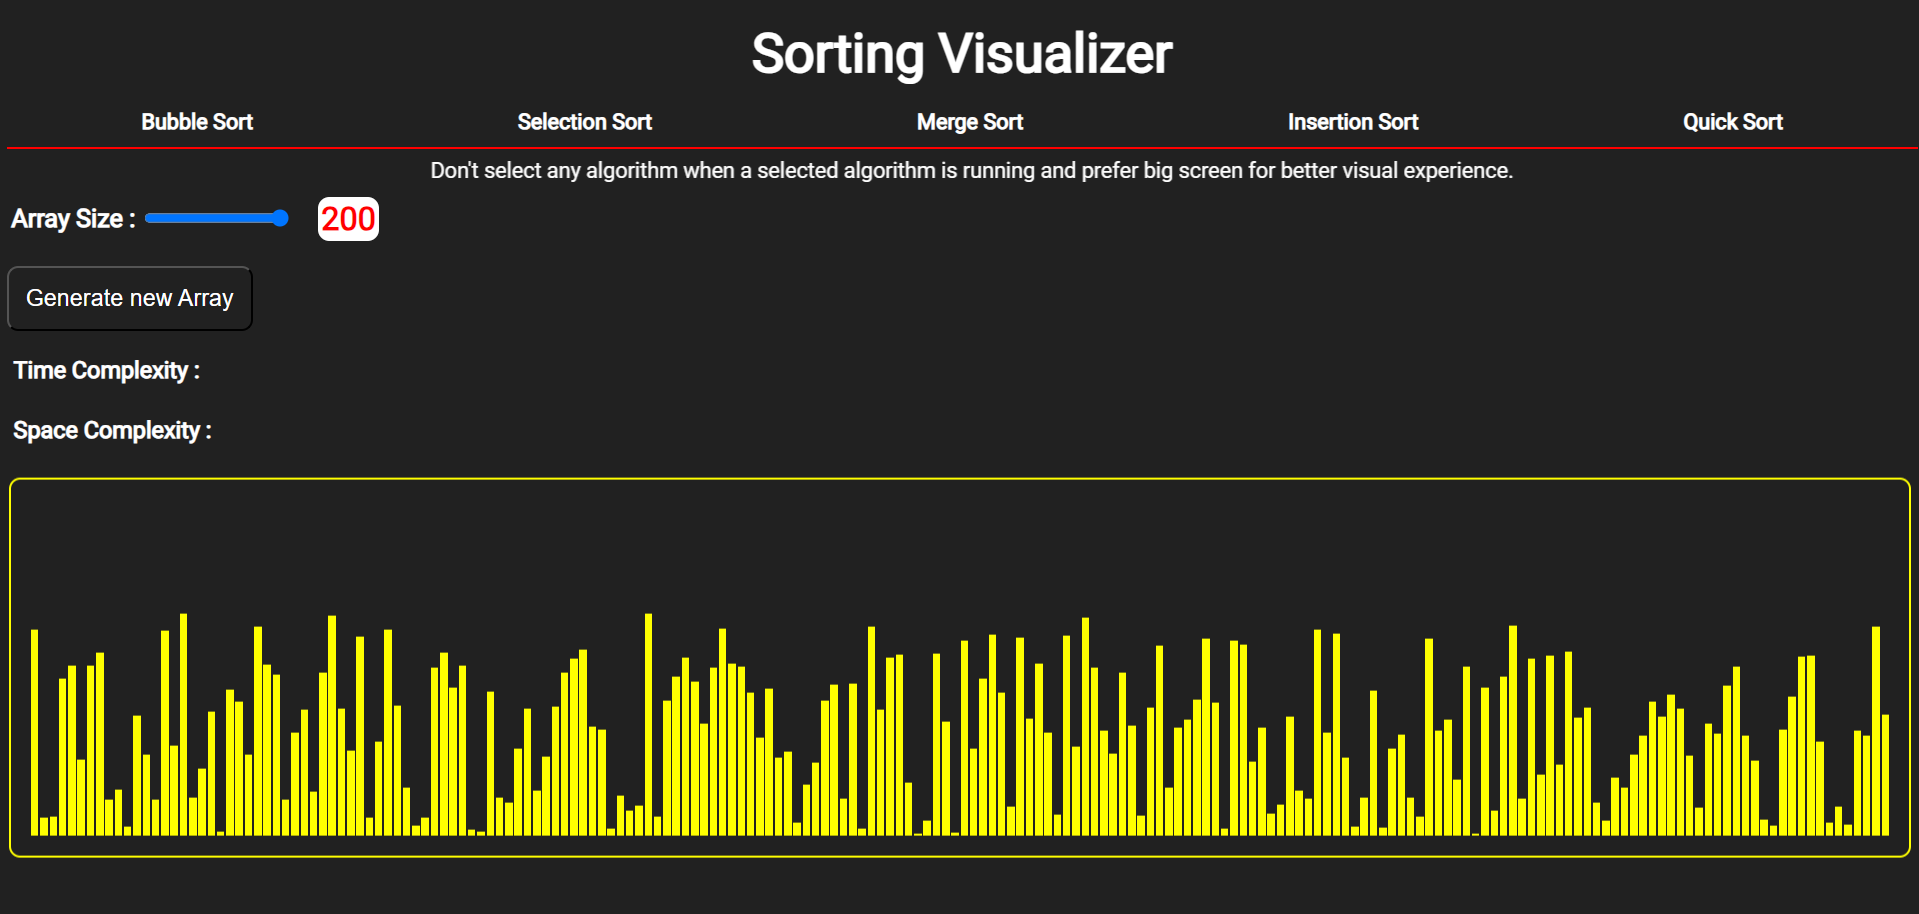 Sorting Visualizer
Bubble Sort Selection Sort Merge Sort Insertion Sort Quick Sort
Don't select any algorithm when a selected algorithm is running and prefer big screen for better visual experience.
Array Size : 200
Generate new Array
Time Complexity :
Space Complexity :